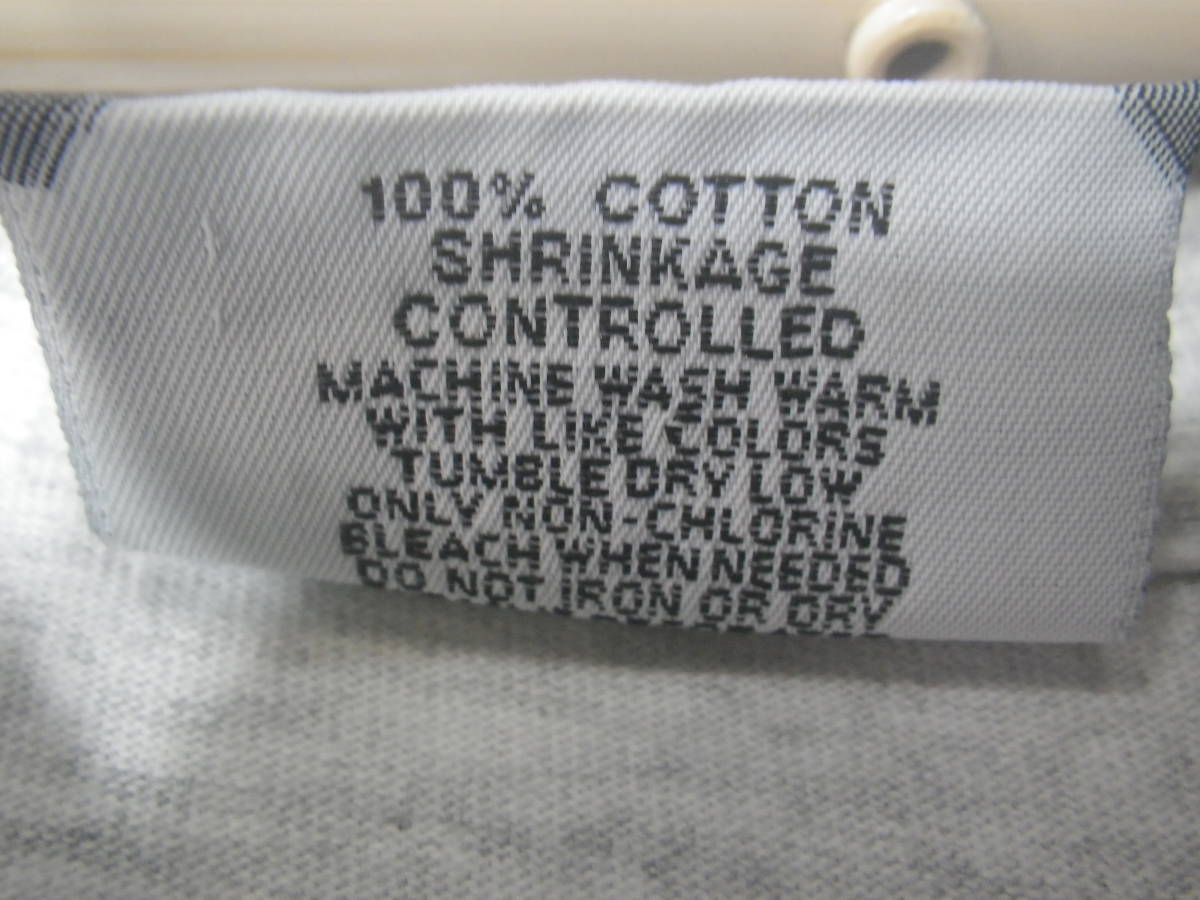 100% COTTON
SHRINKAGE
CONTROLLED
MACHINE WASH WARM
WITH LIKE COLORS
TUMBLE DRY LOW
ONLY NON-CHLORINE
BLEACH WHEN NEEDED
DO NOT IRON OR DRY